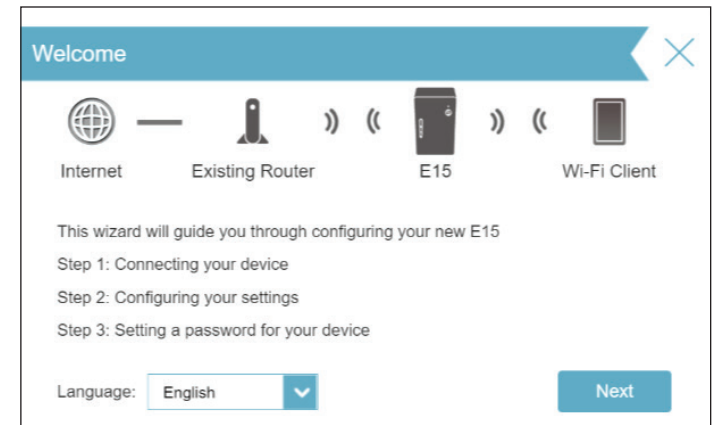 Welcome
Internet
Existing Router
E15
Wi-Fi Client
This wizard will guide you through configuring your new E15
Step 1: Connecting your device
Step 2: Configuring your settings
Step 3: Setting a password for your device
Language: English
Next